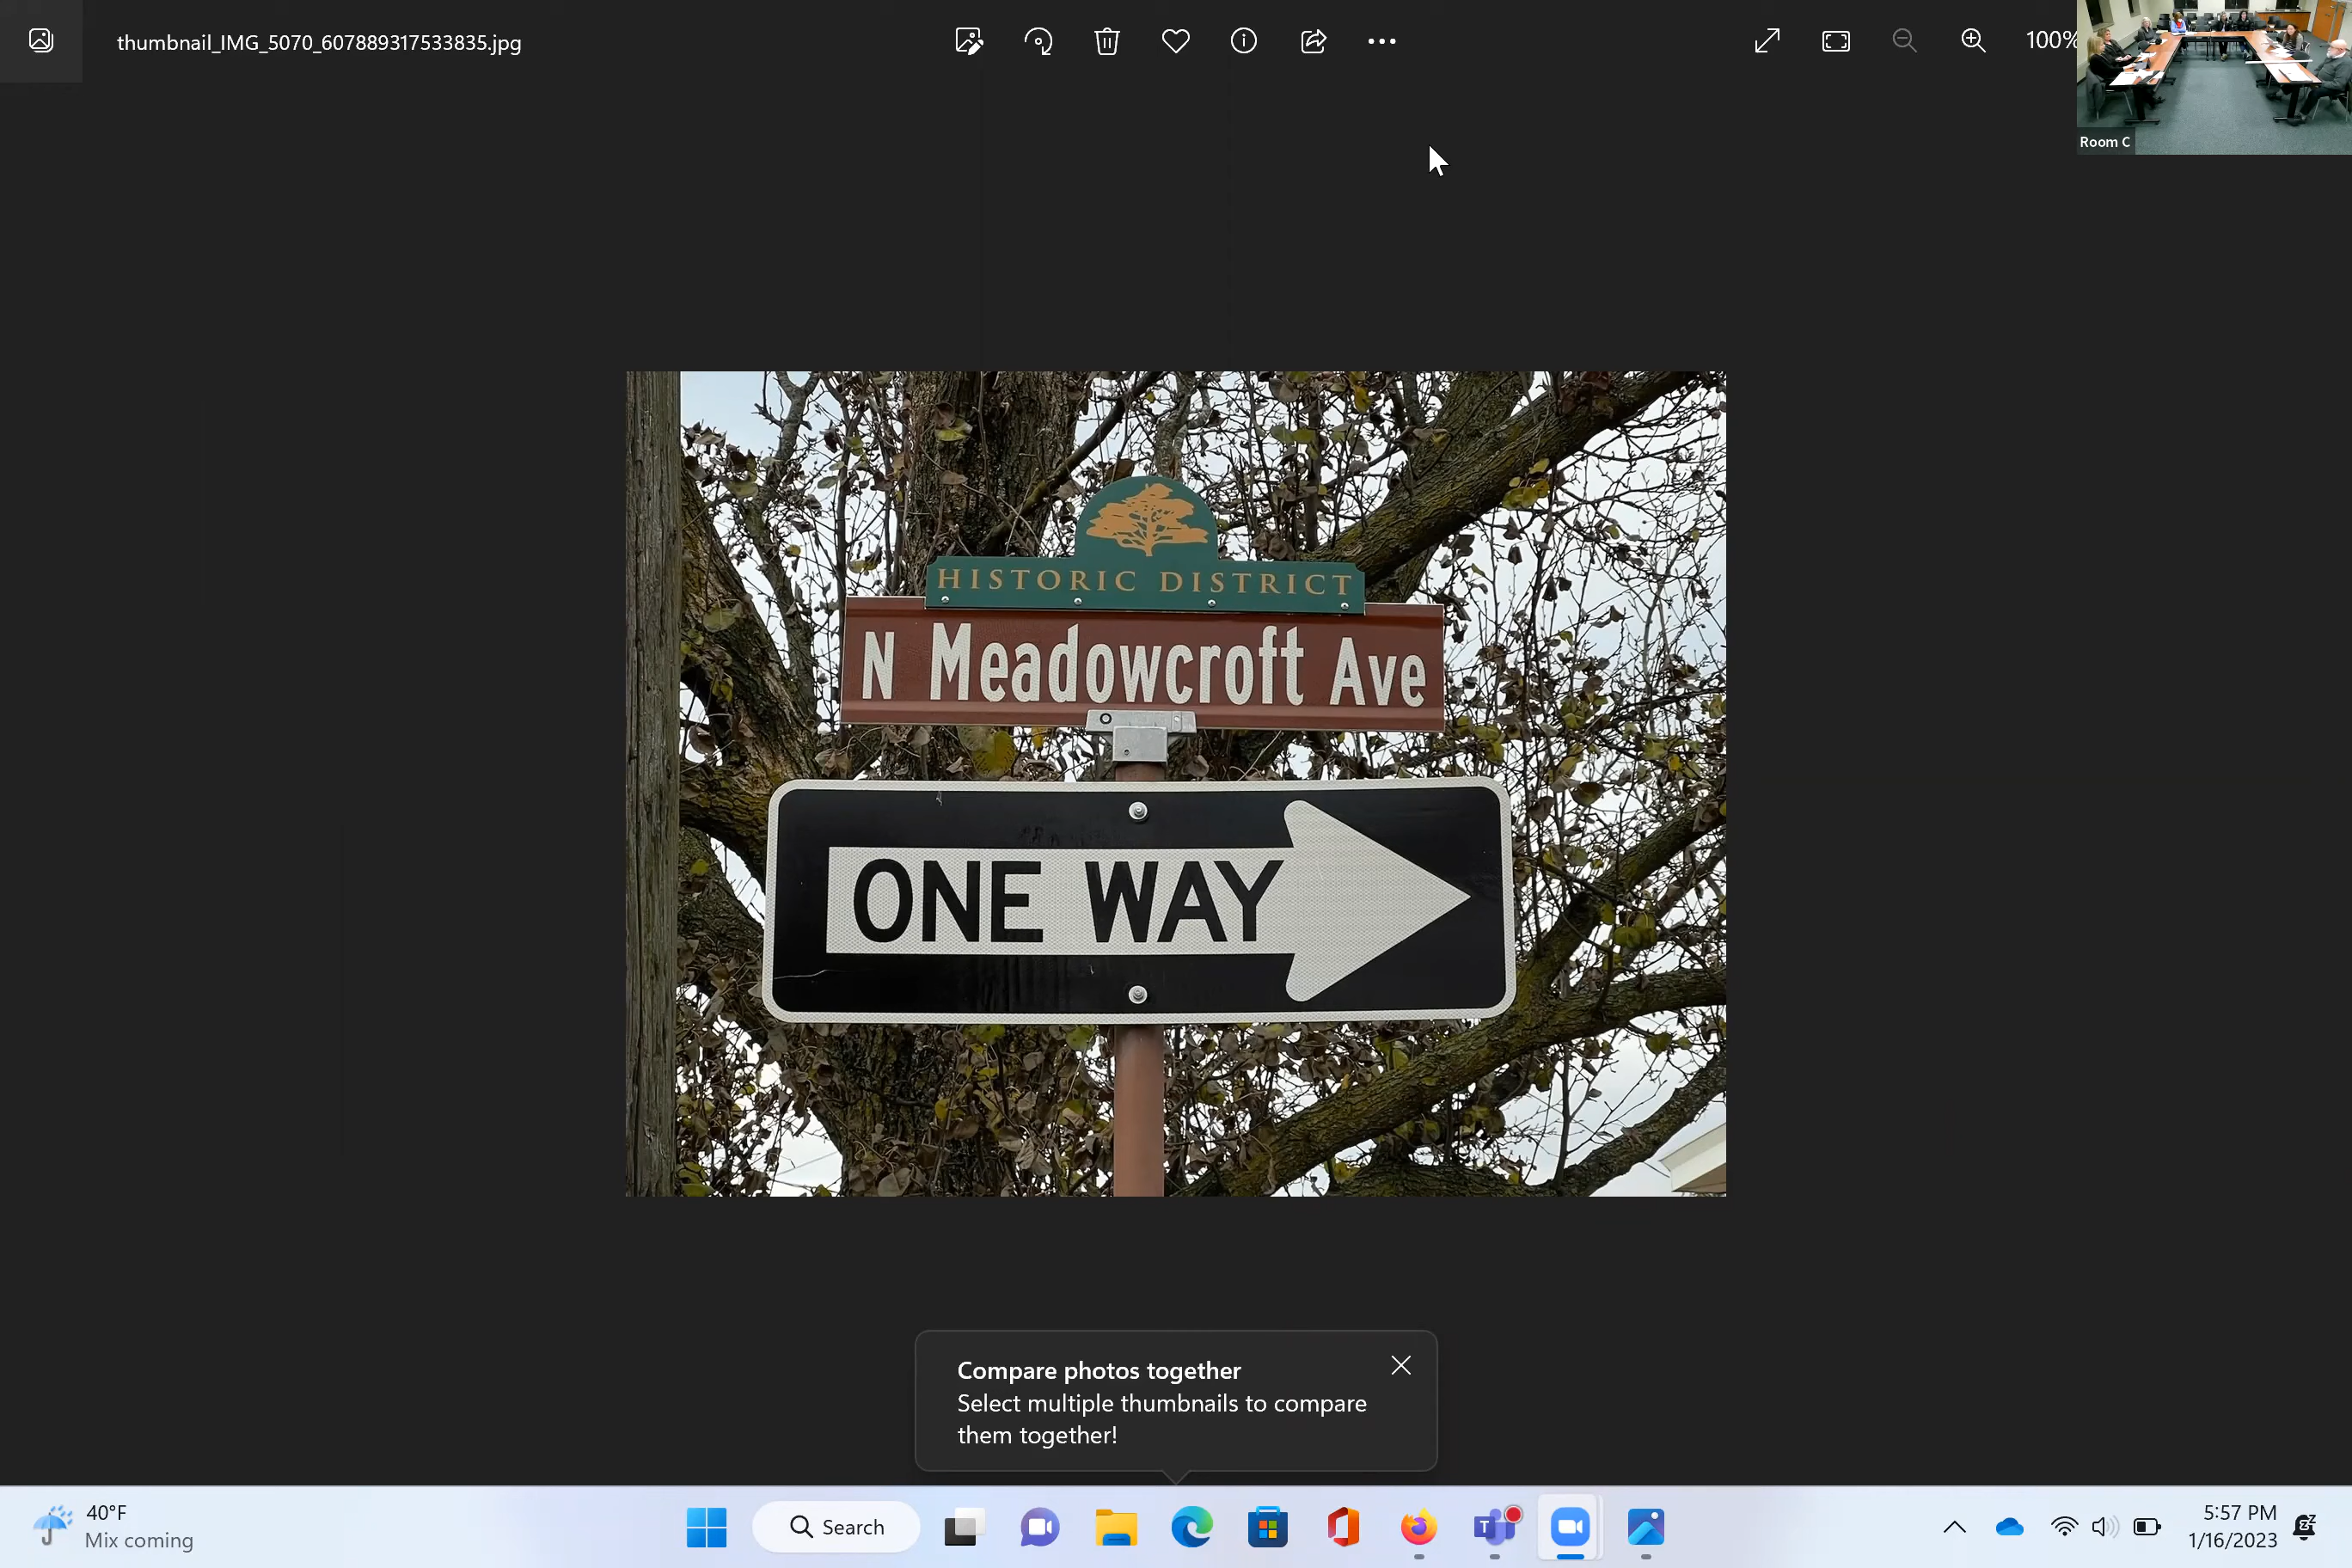 thumbnail_IMG_5070_607889317533835.jpg
100%
Room C
HISTORIC DISTRICT
N Meadowcroft Ave
ONE WAY
Compare photos together
Select multiple thumbnails to compare
them together!
40°F
Mix coming
Search
5:57 PM
1/16/2023